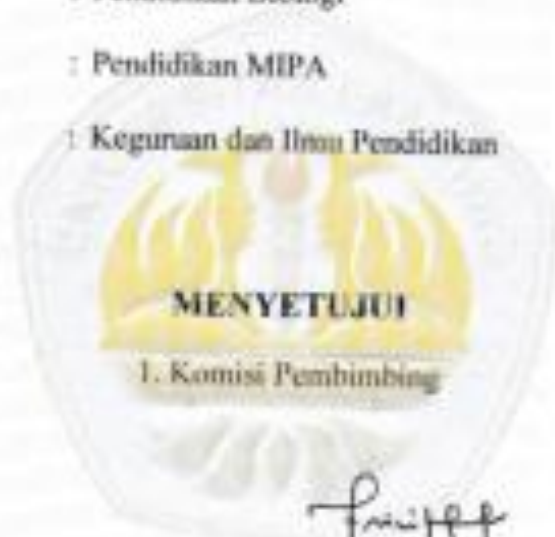 : Pendidikan MIPA
: Keguruan dan Ilmu Pendidikan
MENYETUJUI
1. Komisi Pembimbing